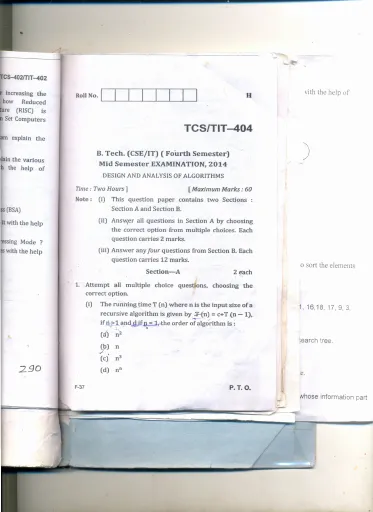 TCS-402/TIT-402
increasing the
how Reduced
(RISC) is
Set Computers
explain the
the various
the help of
(BSA)
with the help
Mode ?
with the help
290
Roll No.
H
TCS/TIT-404
B. Tech. (CSE/IT) ( Fourth Semester)
Mid Semester EXAMINATION, 2014
DESIGN AND ANALYSIS OF ALGORITHMS
Time : Two Hours ] [ Maximum Marks : 60
Note : (i) This question paper contains two Sections :
Section A and Section B.
(ii) Answer all questions in Section A by choosing
the correct option from multiple choices. Each
question carries 2 marks.
(iii) Answer any four questions from Section B. Each
question carries 12 marks.
Section—A 2 each
1. Attempt all multiple choice questions, choosing the
correct option.
(i) The running time T (n) where n is the input size of a
recursive algorithm is given by T(n) = c+T (n − 1),
if n >1 and d if n = 1, the order of algorithm is :
(a) n²
(b) n
(c) n³
(d) nⁿ
F-37 P. T. O.
with the help of
sort the elements
1, 16,18, 17, 9, 3.
search tree.
whose information part